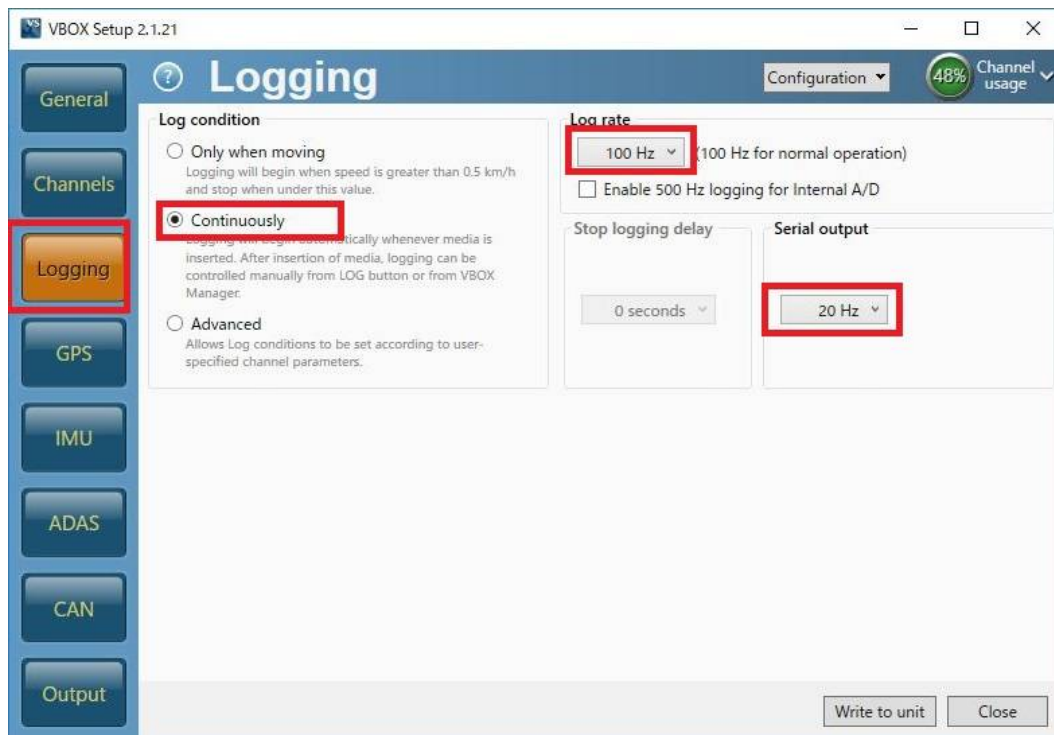 VBOX Setup 2.1.21
General
Channels
Logging
GPS
IMU
ADAS
CAN
Output
? Logging
Configuration
48% Channel usage
Log condition
Only when moving
Logging will begin when speed is greater than 0.5 km/h
and stop when under this value.
Continuously
Logging will begin automatically whenever media is
inserted. After insertion of media, logging can be
controlled manually from LOG button or from VBOX
Manager.
Advanced
Allows Log conditions to be set according to user-
specified channel parameters.
Log rate
100 Hz (100 Hz for normal operation)
Enable 500 Hz logging for Internal A/D
Stop logging delay
0 seconds
Serial output
20 Hz
Write to unit
Close